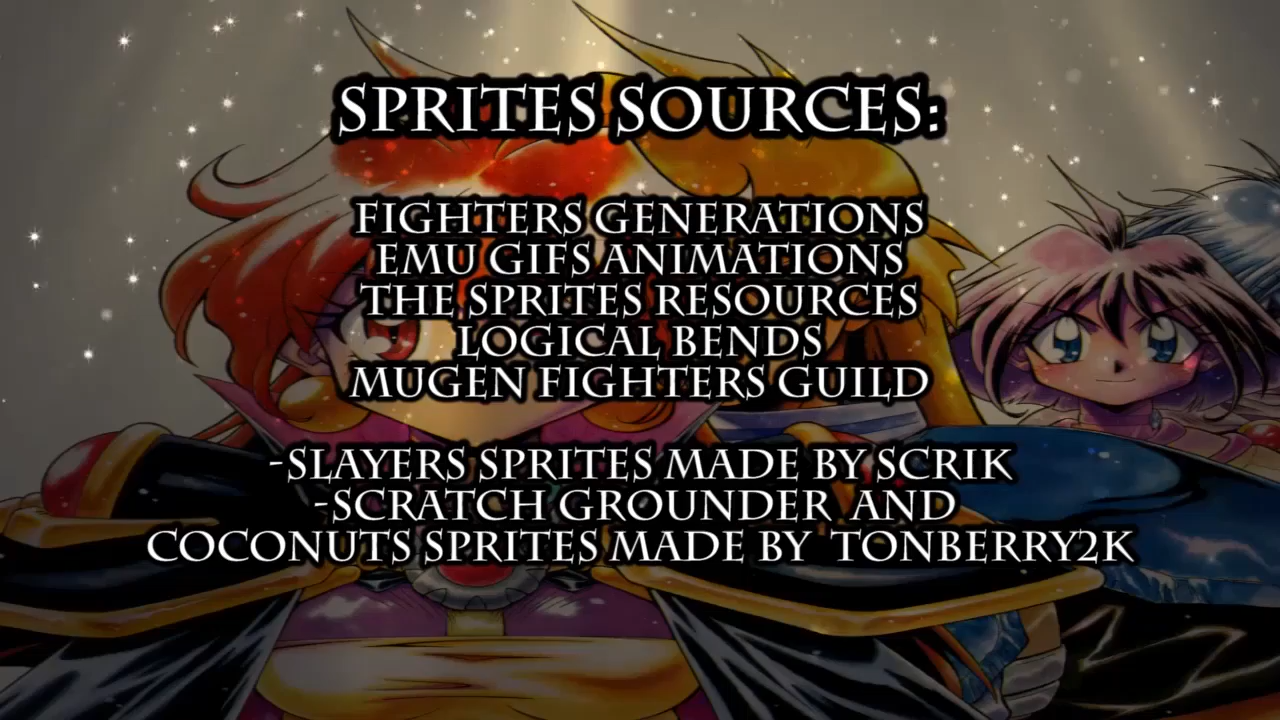 SPRITES SOURCES:
FIGHTERS GENERATIONS
EMU GIFS ANIMATIONS
THE SPRITES RESOURCES
LOGICAL BENDS
MUGEN FIGHTERS GUILD
-SLAYERS SPRITES MADE BY SCRIK
-SCRATCH GROUNDER AND
COCONUTS SPRITES MADE BY TONBERRY2K